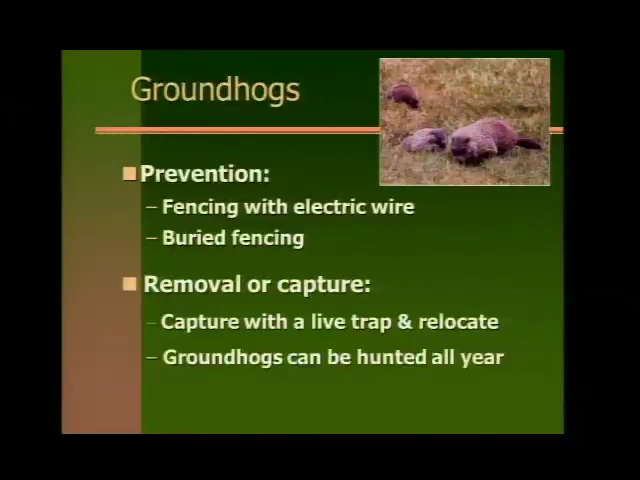 Groundhogs
Prevention:
– Fencing with electric wire
– Buried fencing
Removal or capture:
– Capture with a live trap & relocate
– Groundhogs can be hunted all year